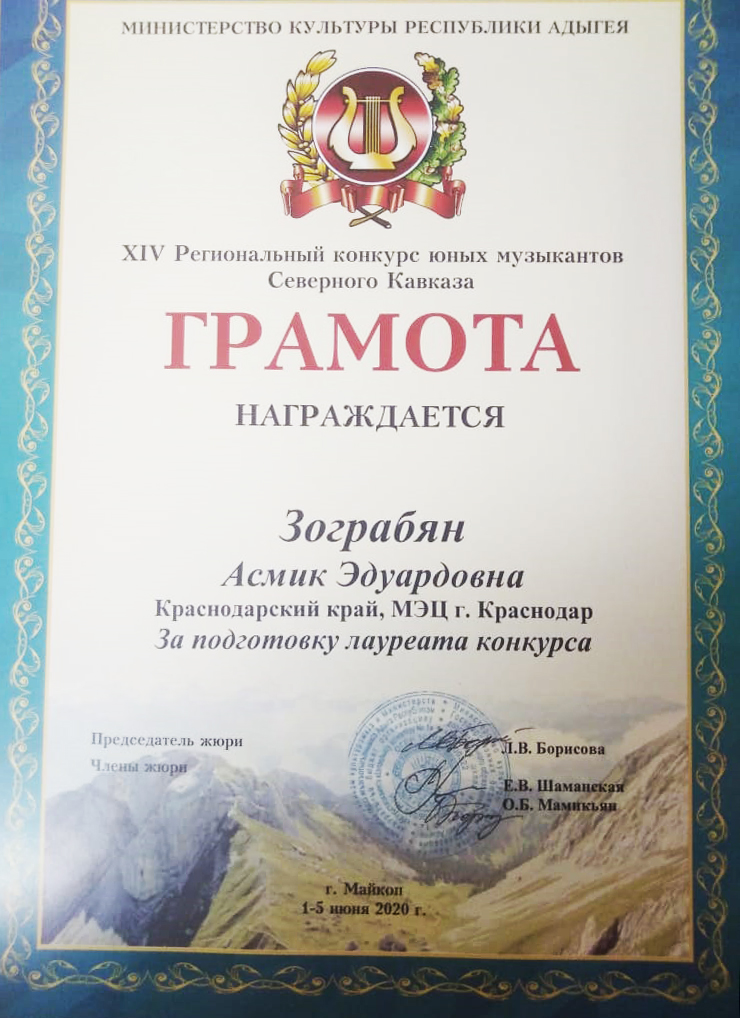 МИНИСТЕРСТВО КУЛЬТУРЫ РЕСПУБЛИКИ АДЫГЕЯ
XIV Региональный конкурс юных музыкантов
Северного Кавказа
ГРАМОТА
НАГРАЖДАЕТСЯ
Зограбян
Асмик Эдуардовна
Краснодарский край, МЭЦ г. Краснодар
За подготовку лауреата конкурса
Председатель жюри
Л.В. Борисова
Члены жюри
Е.В. Шаманская
О.Б. Мамикьян
г. Майкоп
1-5 июня 2020 г.